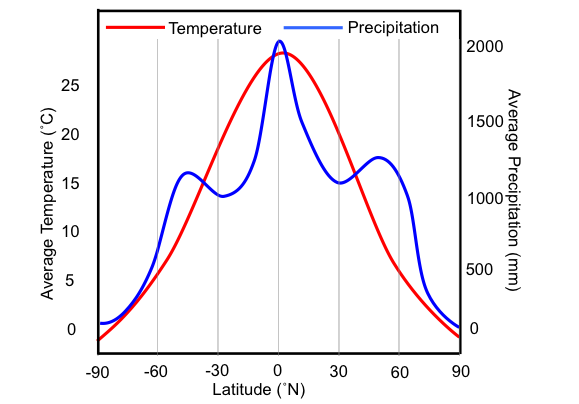 Temperature Precipitation
2000
25
1500
20
15
1000
10
500
5
0
0
Average Temperature (˚C)
Average Precipitation (mm)
-90 -60 -30 0 30 60 90
Latitude (˚N)